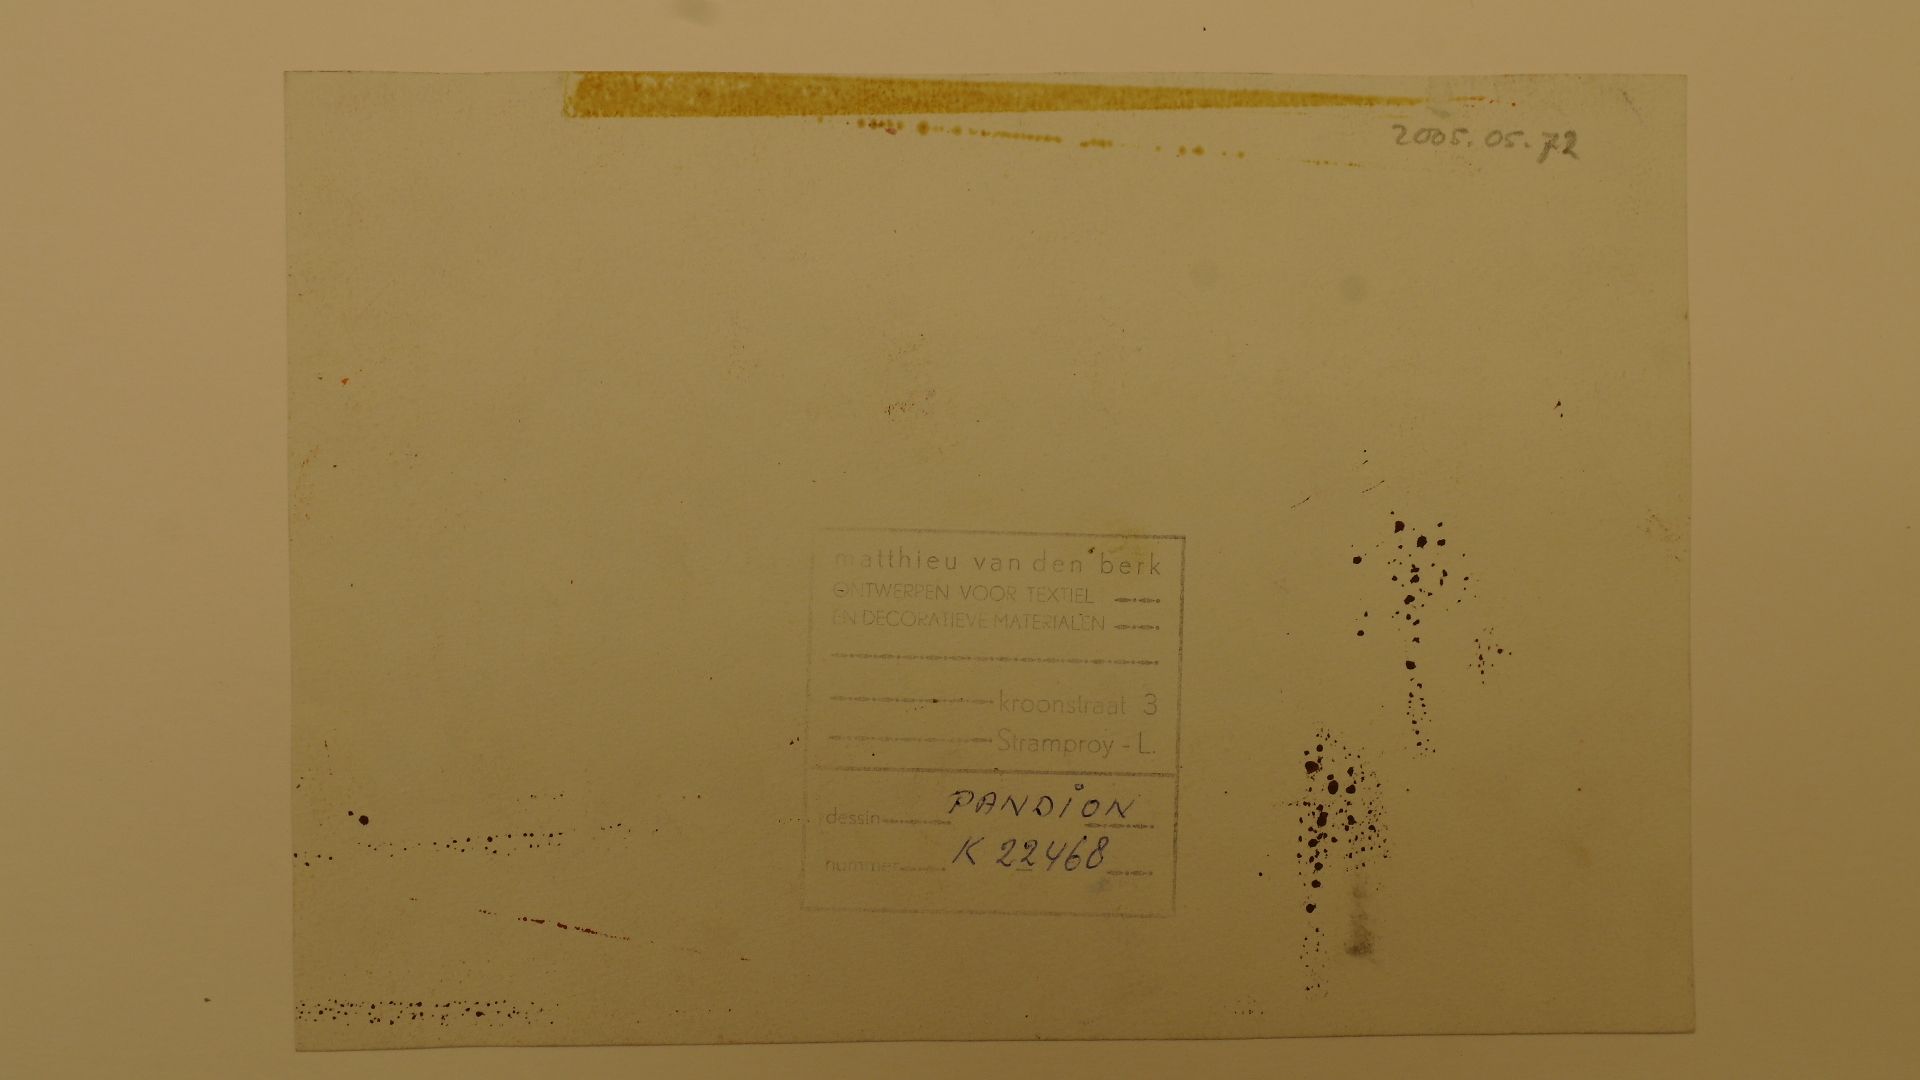 2005.05.72
matthieu van den berk
ONTWERPEN VOOR TEXTIEL
EN DECORATIEVE MATERIALEN
kroonstraat 3
Stramproy - L.
dessin PANDION
nummer K 22468